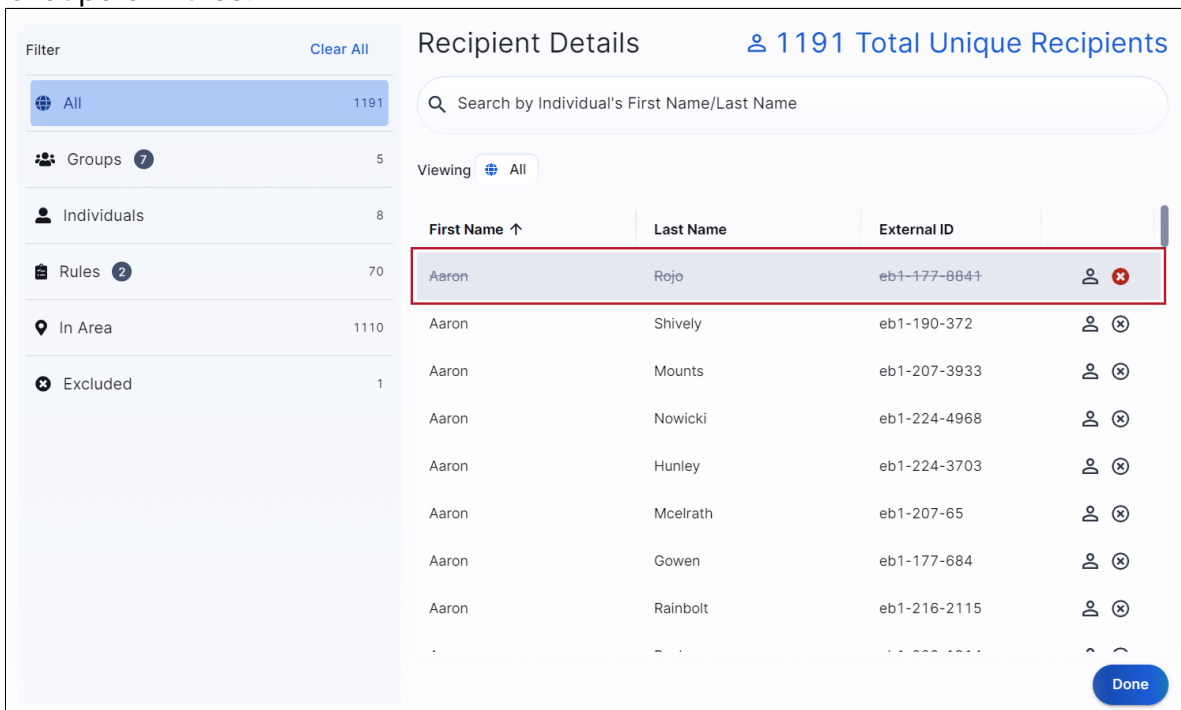 Filter Clear All
All 1191
Groups 7 5
Individuals 8
Rules 2 70
In Area 1110
Excluded 1
Recipient Details 1191 Total Unique Recipients
Search by Individual's First Name/Last Name
Viewing All
First Name Last Name External ID
Aaron Rojo eb1-177-8841
Aaron Shively eb1-190-372
Aaron Mounts eb1-207-3933
Aaron Nowicki eb1-224-4968
Aaron Hunley eb1-224-3703
Aaron Mcelrath eb1-207-65
Aaron Gowen eb1-177-684
Aaron Rainbolt eb1-216-2115
Done